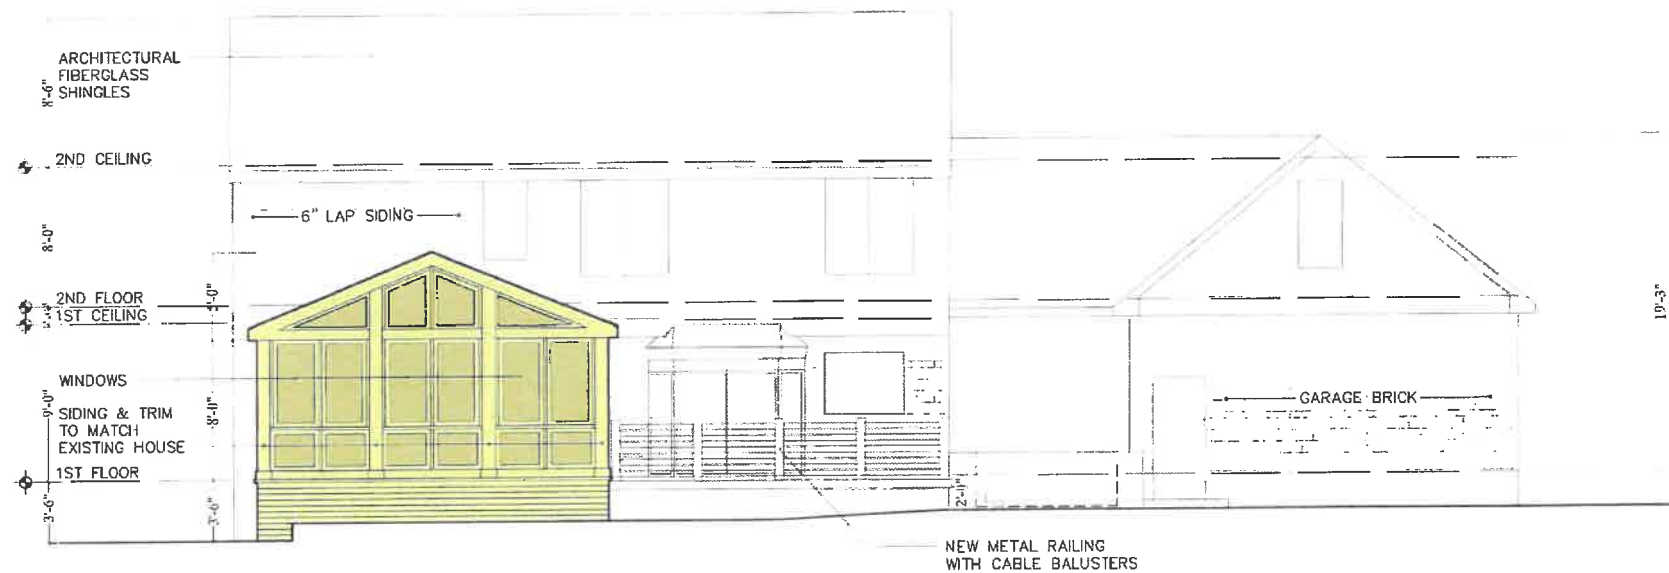 ARCHITECTURAL
FIBERGLASS
SHINGLES
8'-6"
2ND CEILING
6" LAP SIDING
8'-0"
2ND FLOOR
1ST CEILING
19'-3"
WINDOWS
SIDING & TRIM
TO MATCH
EXISTING HOUSE
9'-0"
8'-0"
GARAGE BRICK
1ST FLOOR
3'-6"
3'-6"
2'-0"
NEW METAL RAILING
WITH CABLE BALUSTERS